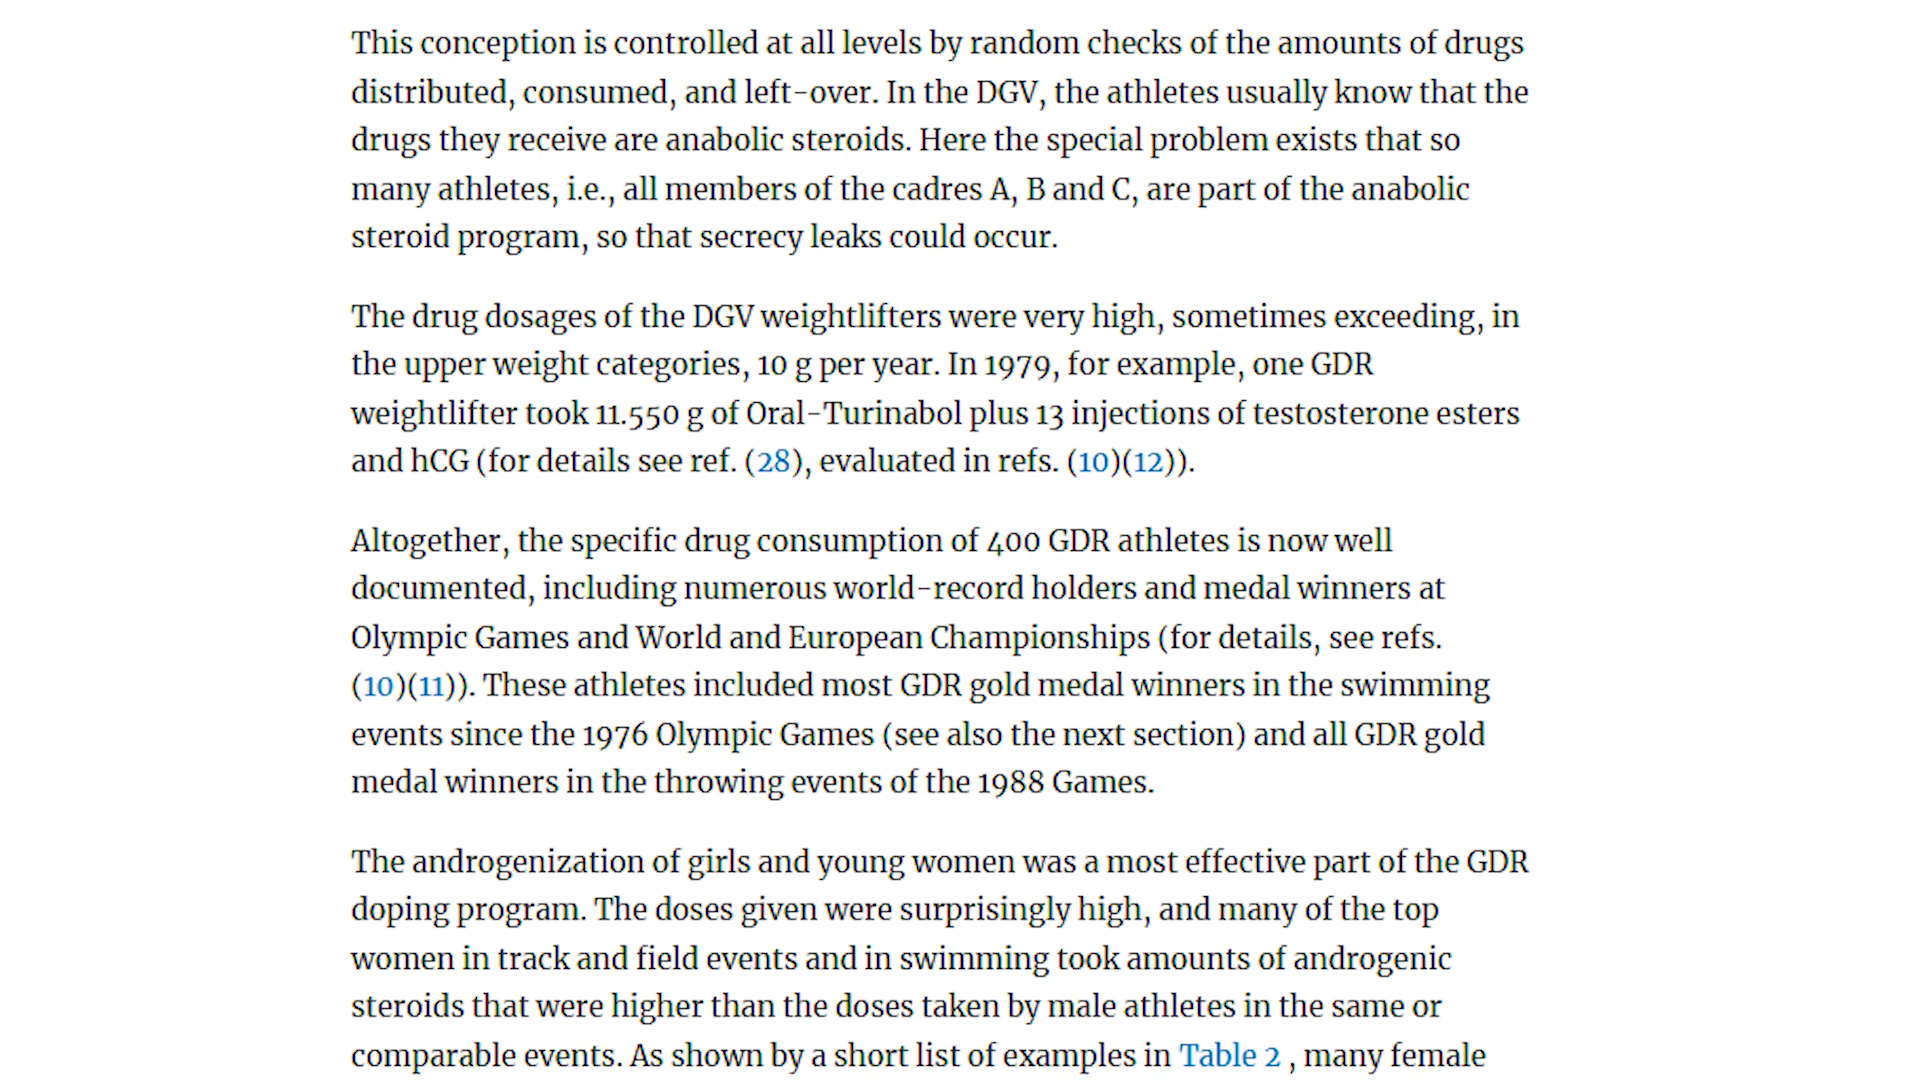 This conception is controlled at all levels by random checks of the amounts of drugs
distributed, consumed, and left-over. In the DGV, the athletes usually know that the
drugs they receive are anabolic steroids. Here the special problem exists that so
many athletes, i.e., all members of the cadres A, B and C, are part of the anabolic
steroid program, so that secrecy leaks could occur.
The drug dosages of the DGV weightlifters were very high, sometimes exceeding, in
the upper weight categories, 10 g per year. In 1979, for example, one GDR
weightlifter took 11.550 g of Oral-Turinabol plus 13 injections of testosterone esters
and hCG (for details see ref. (28), evaluated in refs. (10)(12)).
Altogether, the specific drug consumption of 400 GDR athletes is now well
documented, including numerous world-record holders and medal winners at
Olympic Games and World and European Championships (for details, see refs.
(10)(11)). These athletes included most GDR gold medal winners in the swimming
events since the 1976 Olympic Games (see also the next section) and all GDR gold
medal winners in the throwing events of the 1988 Games.
The androgenization of girls and young women was a most effective part of the GDR
doping program. The doses given were surprisingly high, and many of the top
women in track and field events and in swimming took amounts of androgenic
steroids that were higher than the doses taken by male athletes in the same or
comparable events. As shown by a short list of examples in Table 2 , many female